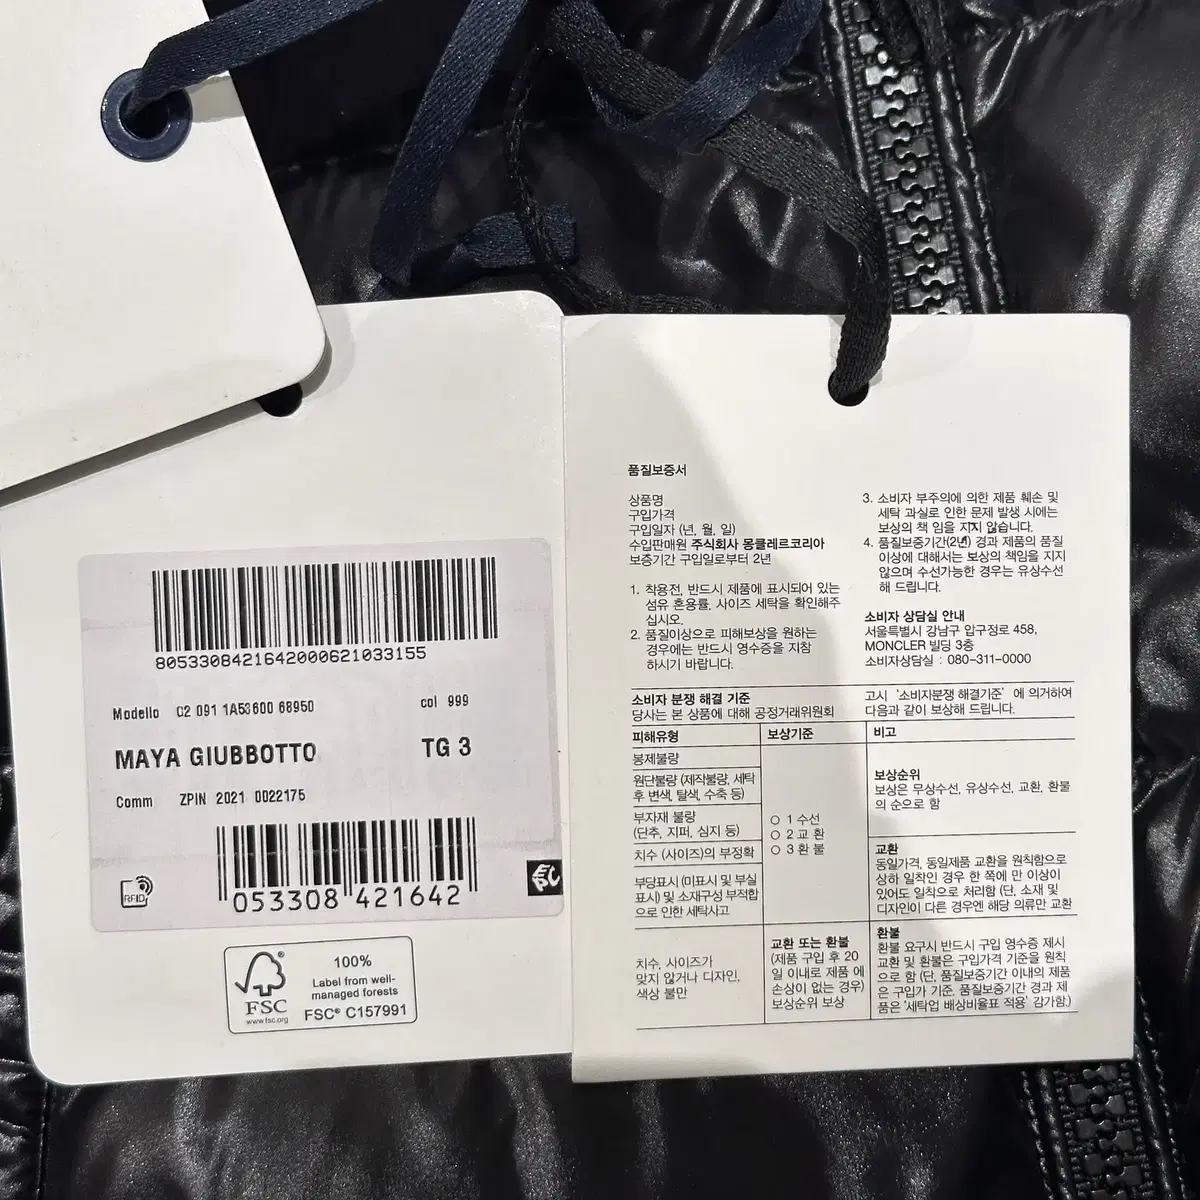 8053308421642000621033155
Modello C2 091 1A53600 68950 col 999
MAYA GIUBBOTTO TG 3
Comm ZPIN 2021 0022175
RFID
053308 421642
EPC
FSC
www.fsc.org
100%
Label from well-
managed forests
FSC® C157991
품질보증서
상품명
구입가격
구입일자 (년, 월, 일)
수입판매원 주식회사 몽클레르코리아
보증기간 구입일로부터 2년
1. 착용전, 반드시 제품에 표시되어 있는
섬유 혼용률, 사이즈 세탁을 확인해주
십시오.
2. 품질이상으로 피해보상을 원하는
경우에는 반드시 영수증을 지참
하시기 바랍니다.
3. 소비자 부주의에 의한 제품 훼손 및
세탁 과실로 인한 문제 발생 시에는
보상의 책 임을 지지 않습니다.
4. 품질보증기간(2년) 경과 제품의 품질
이상에 대해서는 보상의 책임을 지지
않으며 수선가능한 경우는 유상수선
해 드립니다.
소비자 상담실 안내
서울특별시 강남구 압구정로 458,
MONCLER 빌딩 3층
소비자상담실 : 080-311-0000
소비자 분쟁 해결 기준
당사는 본 상품에 대해 공정거래위원회
고시 '소비자분쟁 해결기준' 에 의거하여
다음과 같이 보상해 드립니다.
피해유형 보상기준 비고
봉제불량
원단불량 (제작불량, 세탁
후 변색, 탈색, 수축 등)
부자재 불량
(단추, 지퍼, 심지 등)
치수 (사이즈)의 부정확
부당표시 (미표시 및 부실
표시) 및 소재구성 부적합
으로 인한 세탁사고
○ 1 수선
○ 2 교 환
○ 3 환 불
보상순위
보상은 무상수선, 유상수선, 교환, 환불
의 순으로 함
교환
동일가격, 동일제품 교환을 원칙함으로
상하 일착인 경우 한 쪽에 만 이상이
있어도 일착으로 처리함 (단, 소재 및
디자인이 다른 경우엔 해당 의류만 교환
치수, 사이즈가
맞지 않거나 디자인,
색상 불만
교환 또는 환불
(제품 구입 후 20
일 이내로 제품 에
손상이 없는 경우)
보상순위 보상
환불
환불 요구시 반드시 구입 영수증 제시
교환 및 환불은 구입가격 기준을 원칙
으로 함 (단, 품질보증기간 이내의 제품
은 구입가 기준, 품질보증기간 경과 제
품은 '세탁업 배상비율표 적용' 감가함.)